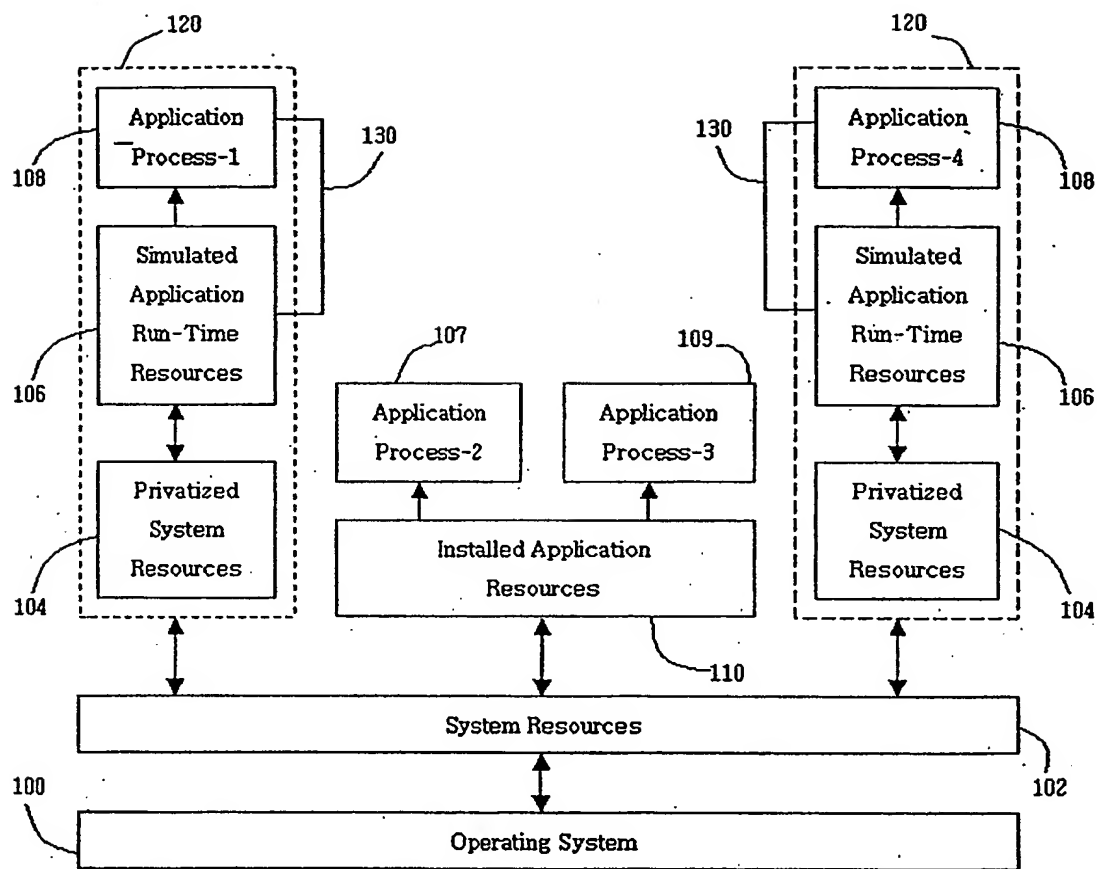 120
120
Application
Process-1
130
130
Application
Process-4
108
108
Simulated
Application
Run-Time
Resources
Simulated
Application
Run-Time
Resources
107
109
106
106
Application
Process-2
Application
Process-3
Privatized
System
Resources
Privatized
System
Resources
Installed Application
Resources
104
104
110
System Resources
102
100
Operating System